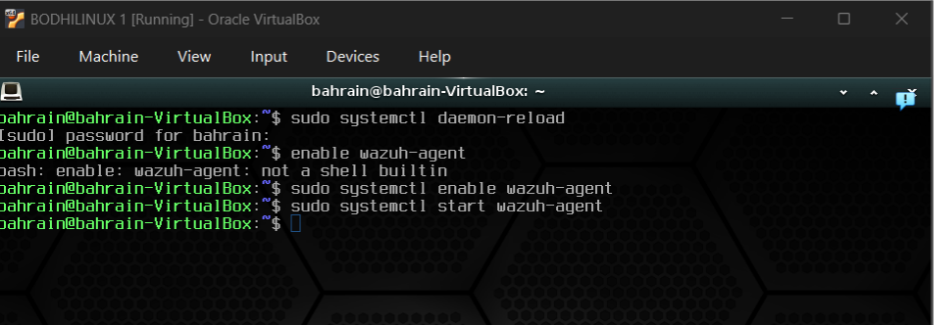 BODHILINUX 1 [Running] - Oracle VirtualBox
File Machine View Input Devices Help
bahrain@bahrain-VirtualBox: ~
bahrain@bahrain-VirtualBox:~$ sudo systemctl daemon-reload
[sudo] password for bahrain:
bahrain@bahrain-VirtualBox:~$ enable wazuh-agent
bash: enable: wazuh-agent: not a shell builtin
bahrain@bahrain-VirtualBox:~$ sudo systemctl enable wazuh-agent
bahrain@bahrain-VirtualBox:~$ sudo systemctl start wazuh-agent
bahrain@bahrain-VirtualBox:~$